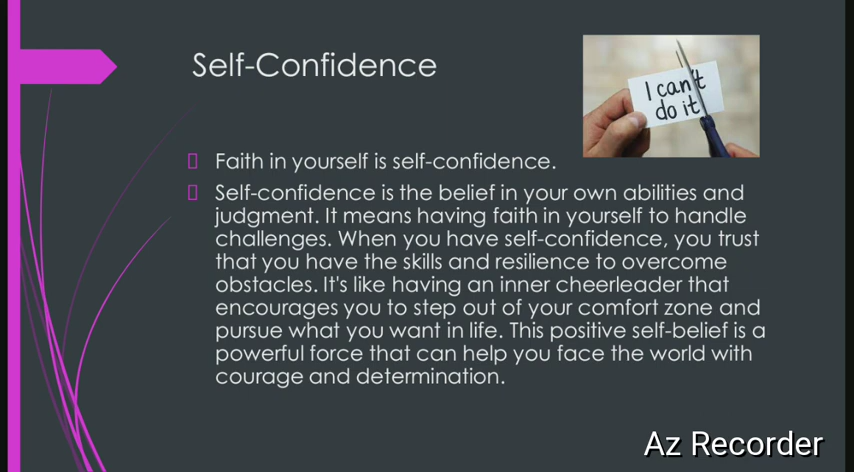 Self-Confidence
I can't
do it
Faith in yourself is self-confidence.
Self-confidence is the belief in your own abilities and
judgment. It means having faith in yourself to handle
challenges. When you have self-confidence, you trust
that you have the skills and resilience to overcome
obstacles. It's like having an inner cheerleader that
encourages you to step out of your comfort zone and
pursue what you want in life. This positive self-belief is a
powerful force that can help you face the world with
courage and determination.
Az Recorder